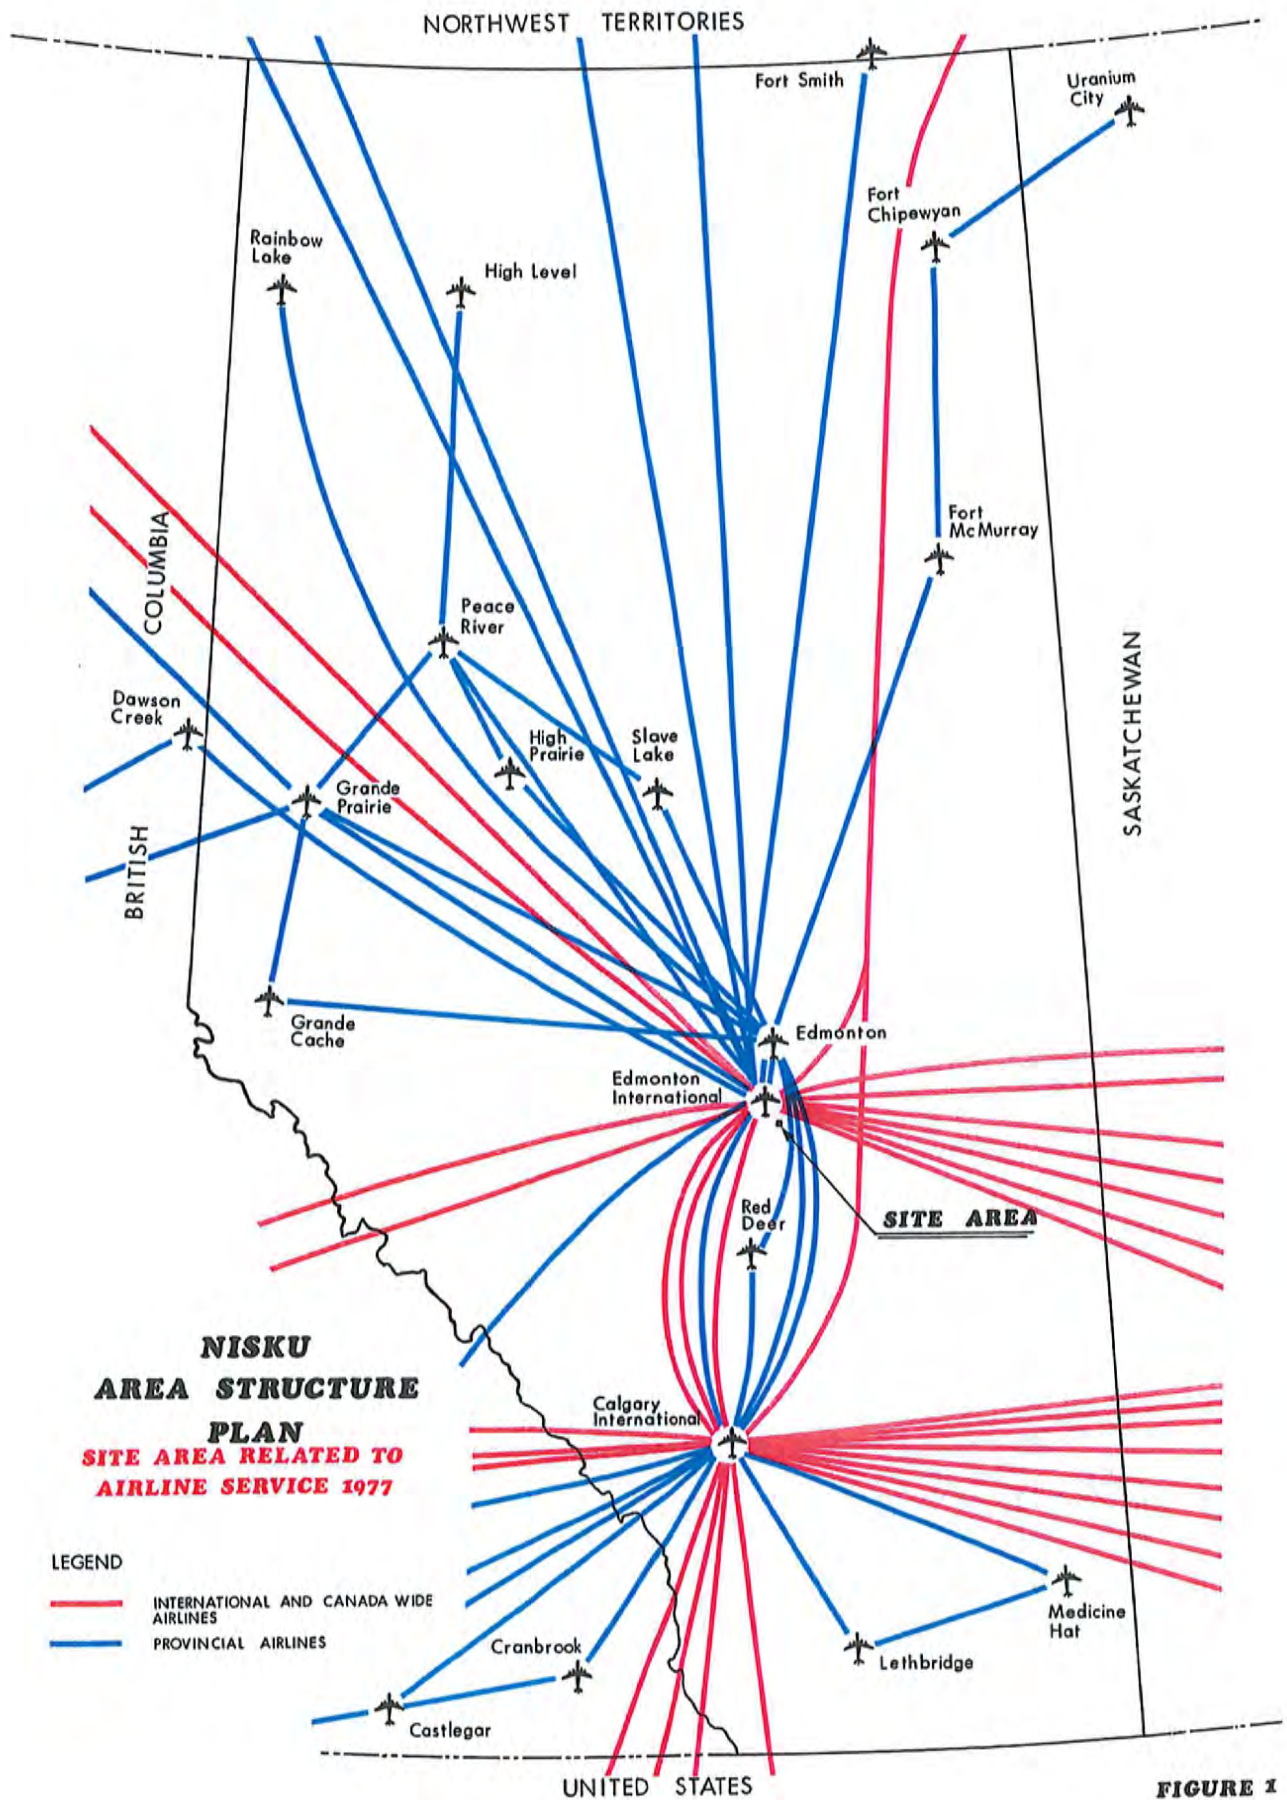 NORTHWEST TERRITORIES
Fort Smith
Uranium
City
Fort
Chipewyan
Rainbow
Lake
High Level
COLUMBIA
Fort
McMurray
Peace
River
SASKATCHEWAN
Dawson
Creek
High
Prairie
Slave
Lake
Grande
Prairie
BRITISH
Grande
Cache
Edmonton
Edmonton
International
Red
Deer
SITE AREA
NISKU
AREA STRUCTURE
PLAN
SITE AREA RELATED TO
AIRLINE SERVICE 1977
Calgary
International
LEGEND
INTERNATIONAL AND CANADA WIDE
AIRLINES
PROVINCIAL AIRLINES
Medicine
Hat
Cranbrook
Lethbridge
Castlegar
UNITED STATES
FIGURE 1